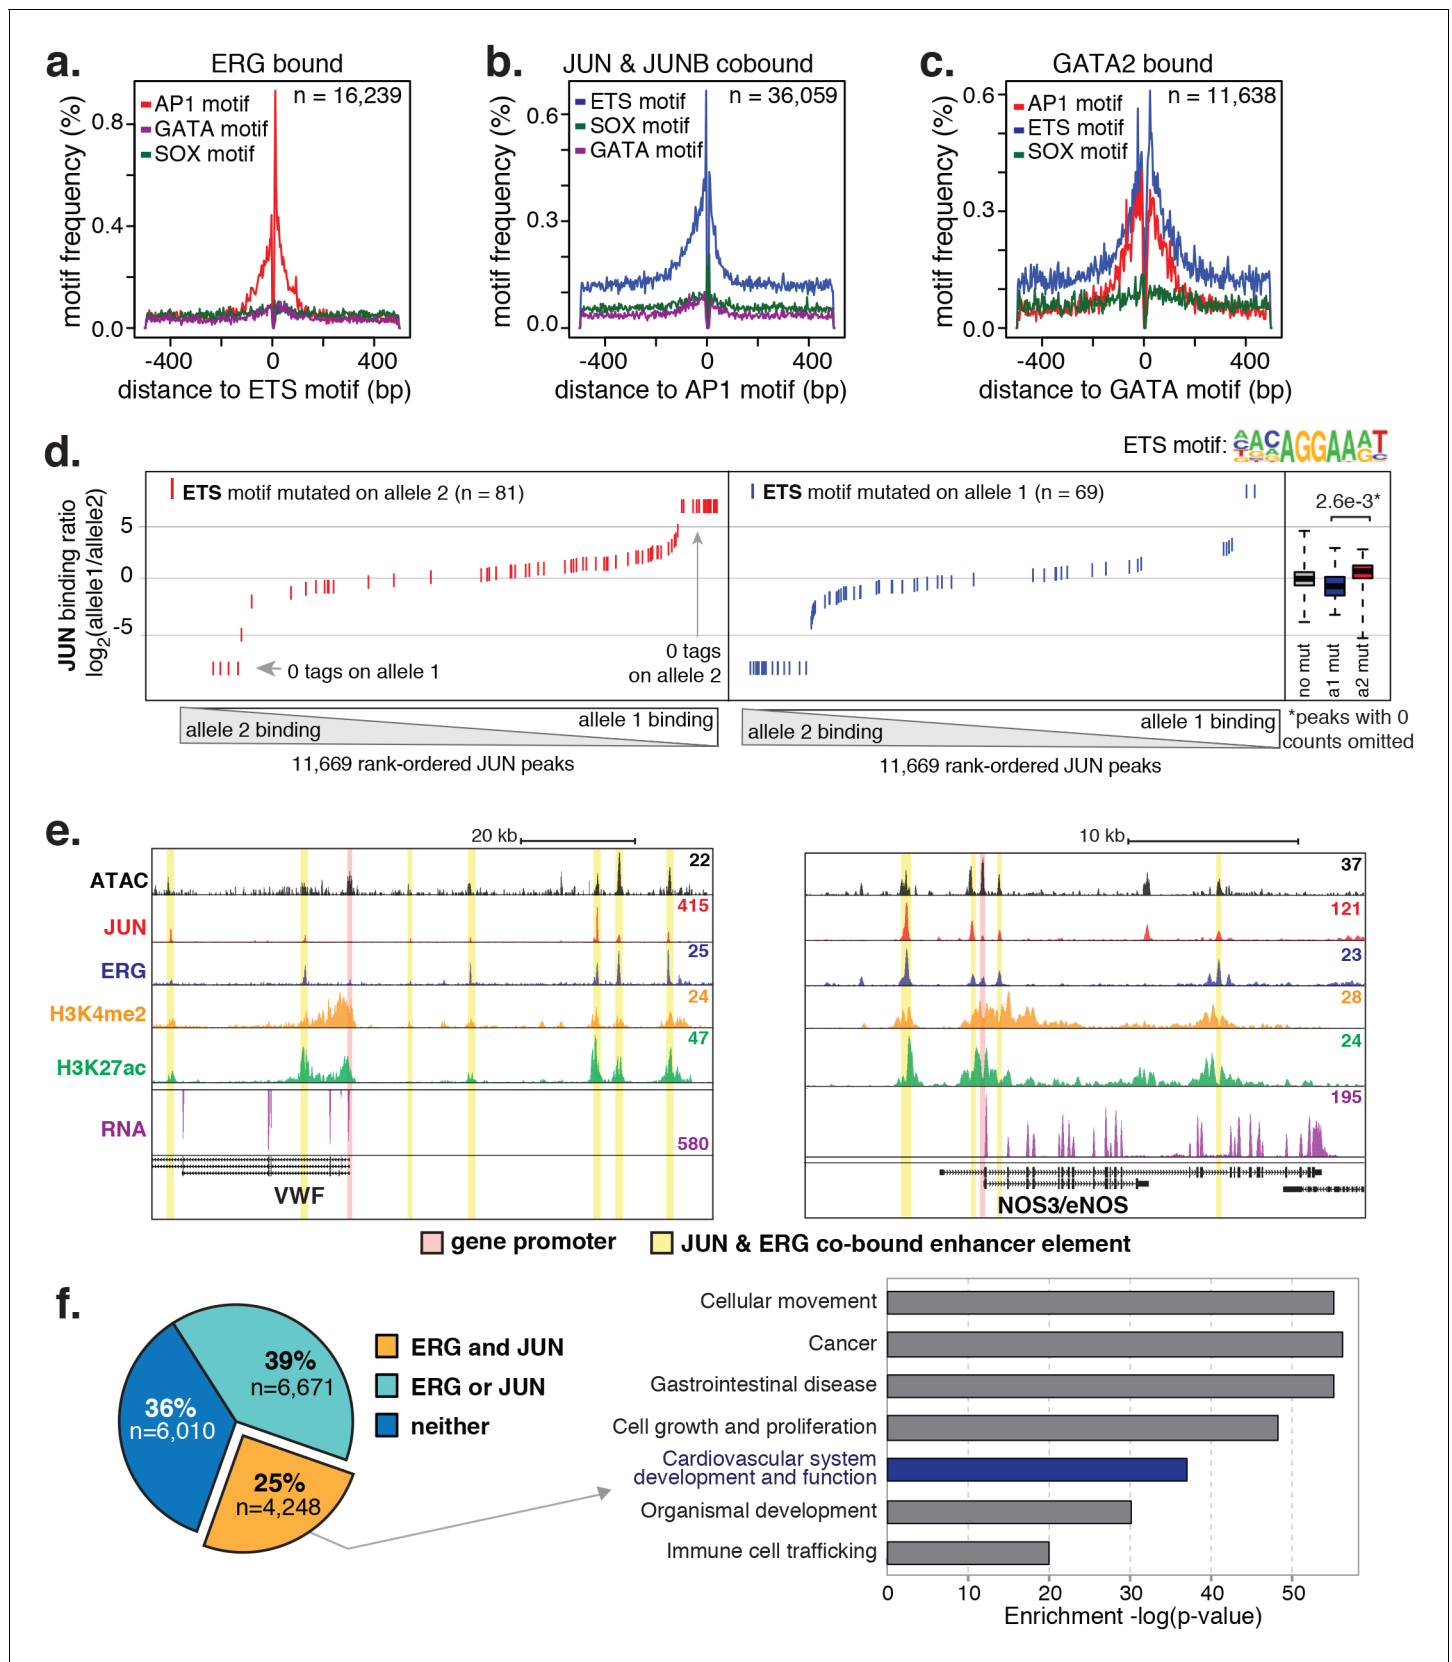 a.
ERG bound
n = 16,239
AP1 motif
GATA motif
SOX motif
motif frequency (%)
0.8
0.4
0.0
-400
0
400
distance to ETS motif (bp)
b.
JUN & JUNB cobound
n = 36,059
ETS motif
SOX motif
GATA motif
motif frequency (%)
0.6
0.3
0.0
-400
0
400
distance to AP1 motif (bp)
c.
GATA2 bound
n = 11,638
AP1 motif
ETS motif
SOX motif
motif frequency (%)
0.6
0.3
0.0
-400
0
400
distance to GATA motif (bp)
d.
ETS motif:
AGGAA
ETS motif mutated on allele 2 (n = 81)
ETS motif mutated on allele 1 (n = 69)
2.6e-3*
JUN binding ratio
log2(allele1/allele2)
5
0
-5
0 tags on allele 1
0 tags
on allele 2
no mut
a1 mut
a2 mut
allele 2 binding
allele 1 binding
11,669 rank-ordered JUN peaks
allele 2 binding
allele 1 binding
11,669 rank-ordered JUN peaks
*peaks with 0
counts omitted
e.
20 kb
10 kb
ATAC
22
37
JUN
415
121
ERG
25
23
H3K4me2
24
28
H3K27ac
47
24
RNA
580
195
VWF
NOS3/eNOS
gene promoter
JUN & ERG co-bound enhancer element
f.
39%
n=6,671
36%
n=6,010
25%
n=4,248
ERG and JUN
ERG or JUN
neither
Cellular movement
Cancer
Gastrointestinal disease
Cell growth and proliferation
Cardiovascular system
development and function
Organismal development
Immune cell trafficking
0
10
20
30
40
50
Enrichment -log(p-value)